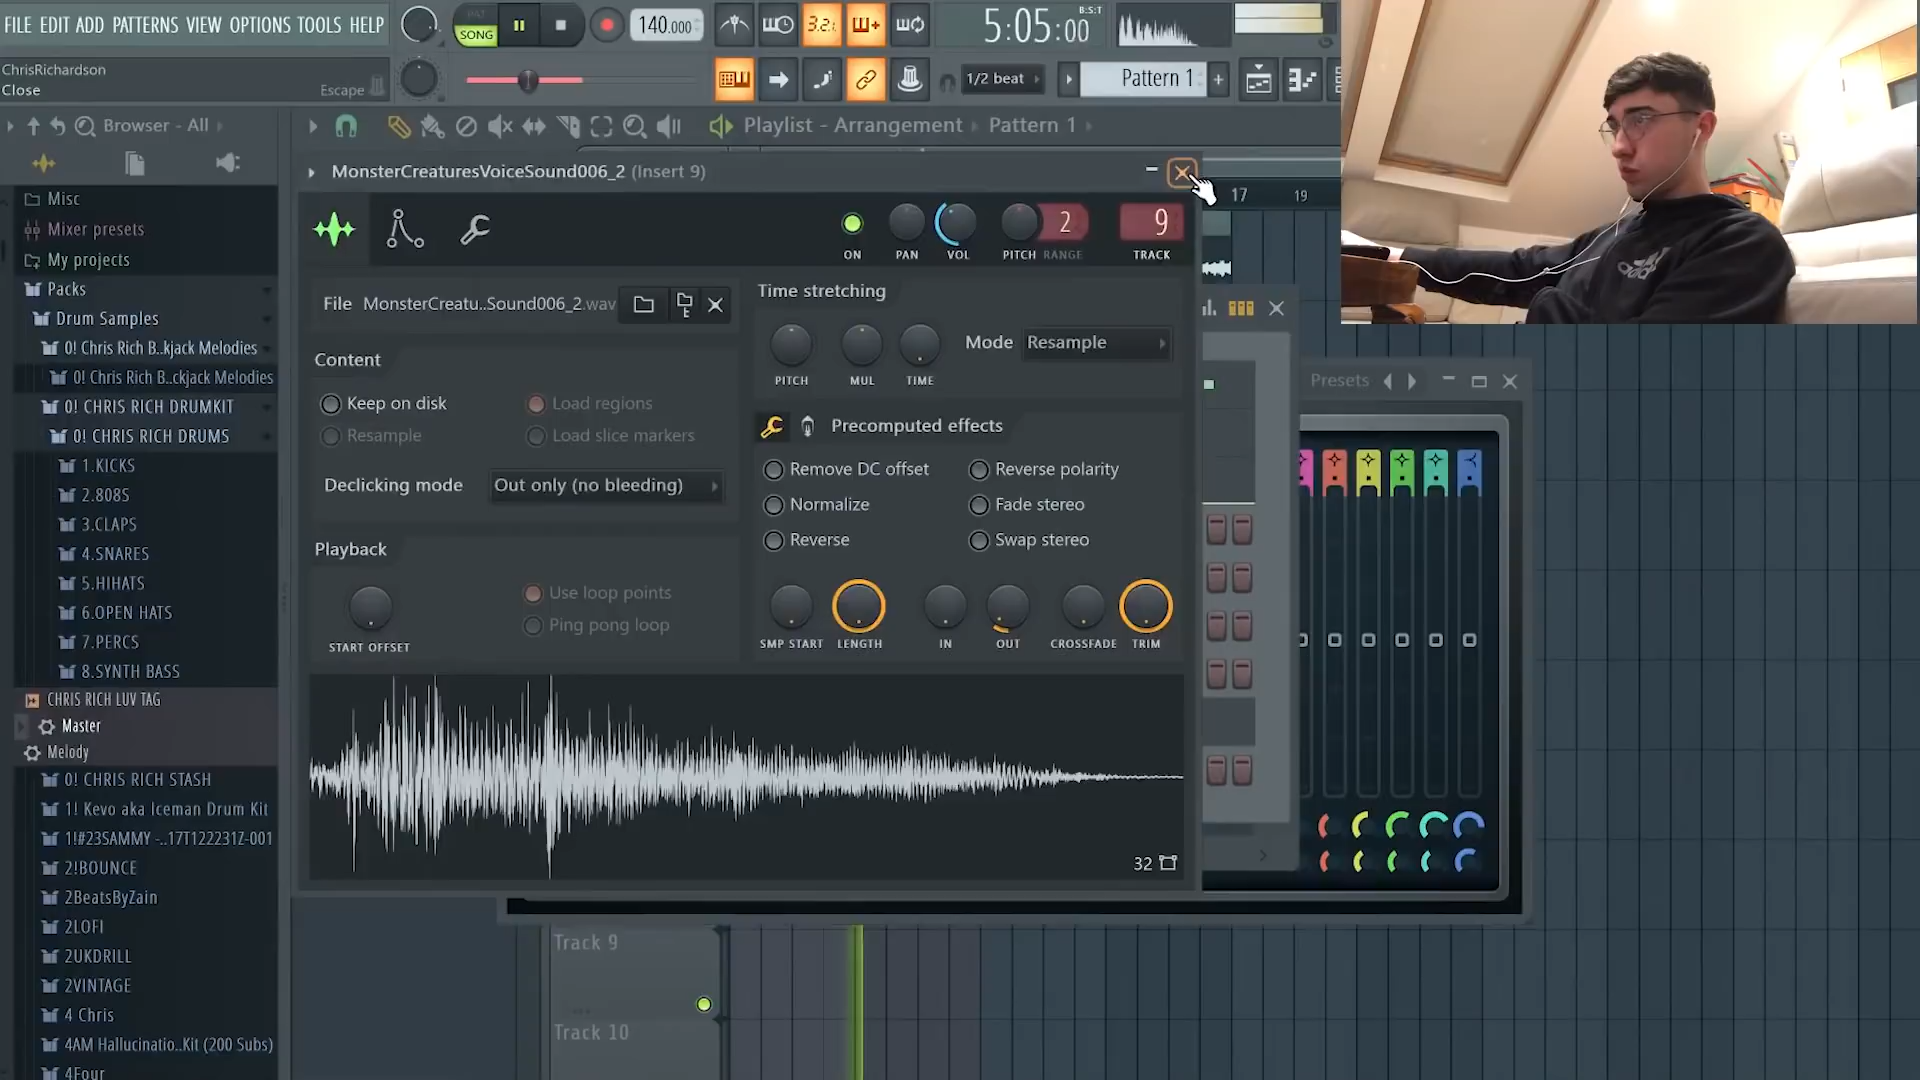 FILE EDIT ADD PATTERNS VIEW OPTIONS TOOLS HELP
PAT
SONG
140.000
3.2.
5:05:00
B:S:T
ChrisRichardson
Close
Escape
1/2 beat
Pattern 1
Browser - All
Playlist - Arrangement
Pattern 1
MonsterCreaturesVoiceSound006_2 (Insert 9)
17
19
ON
PAN
VOL
PITCH
2
RANGE
9
TRACK
File
MonsterCreatu..Sound006_2.wav
Content
Keep on disk
Load regions
Resample
Load slice markers
Declicking mode
Out only (no bleeding)
Playback
START OFFSET
Use loop points
Ping pong loop
Time stretching
PITCH
MUL
TIME
Mode
Resample
Precomputed effects
Remove DC offset
Reverse polarity
Normalize
Fade stereo
Reverse
Swap stereo
SMP START
LENGTH
IN
OUT
CROSSFADE
TRIM
32
Presets
Misc
Mixer presets
My projects
Packs
Drum Samples
0! Chris Rich B..kjack Melodies
0! Chris Rich B..ckjack Melodies
0! CHRIS RICH DRUMKIT
0! CHRIS RICH DRUMS
1.KICKS
2.808S
3.CLAPS
4.SNARES
5.HIHATS
6.OPEN HATS
7.PERCS
8.SYNTH BASS
CHRIS RICH LUV TAG
Master
Melody
0! CHRIS RICH STASH
1! Kevo aka Iceman Drum Kit
1!#23SAMMY -..17T122231Z-001
2!BOUNCE
2BeatsByZain
2LOFI
2UKDRILL
2VINTAGE
4 Chris
4AM Hallucinatio..Kit (200 Subs)
4Four
Track 9
Track 10